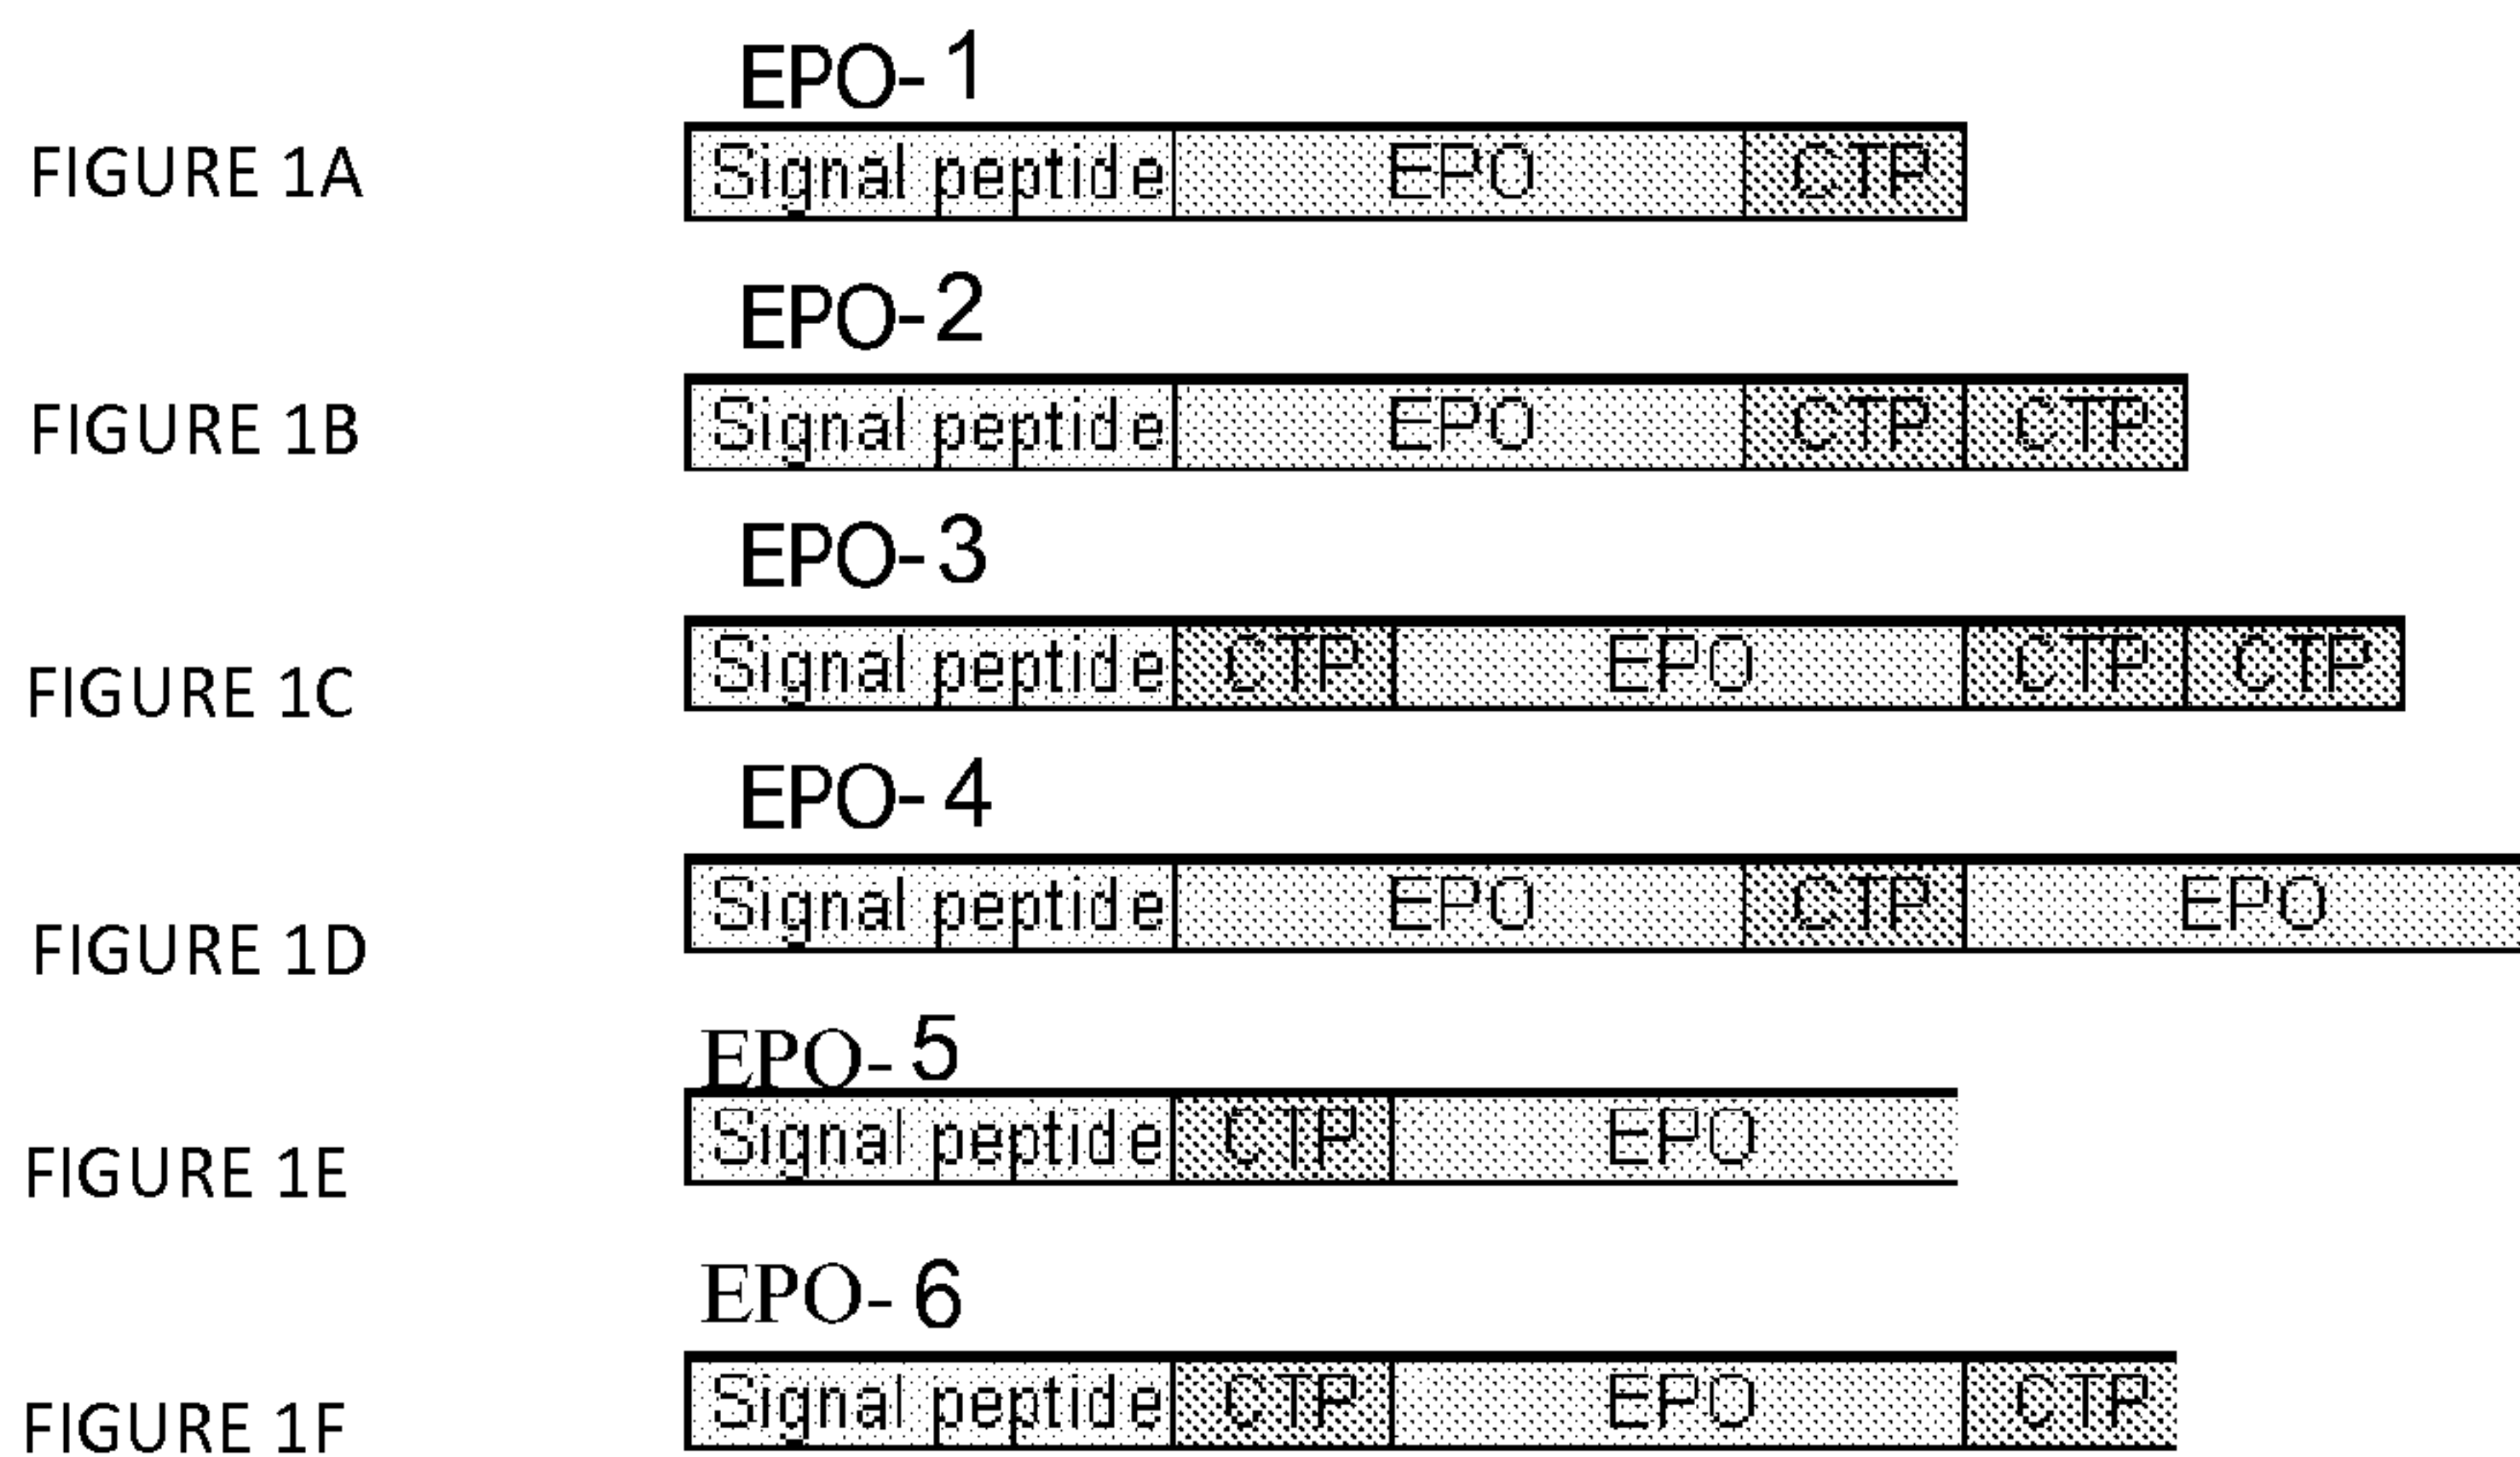 EPO-1
FIGURE 1A Signal peptide EPO CTP
EPO-2
FIGURE 1B Signal peptide EPO CTP CTP
EPO-3
FIGURE 1C Signal peptide CTP EPO CTP CTP
EPO-4
FIGURE 1D Signal peptide EPO CTP EPO
EPO-5
FIGURE 1E Signal peptide CTP EPO
EPO-6
FIGURE 1F Signal peptide CTP EPO CTP